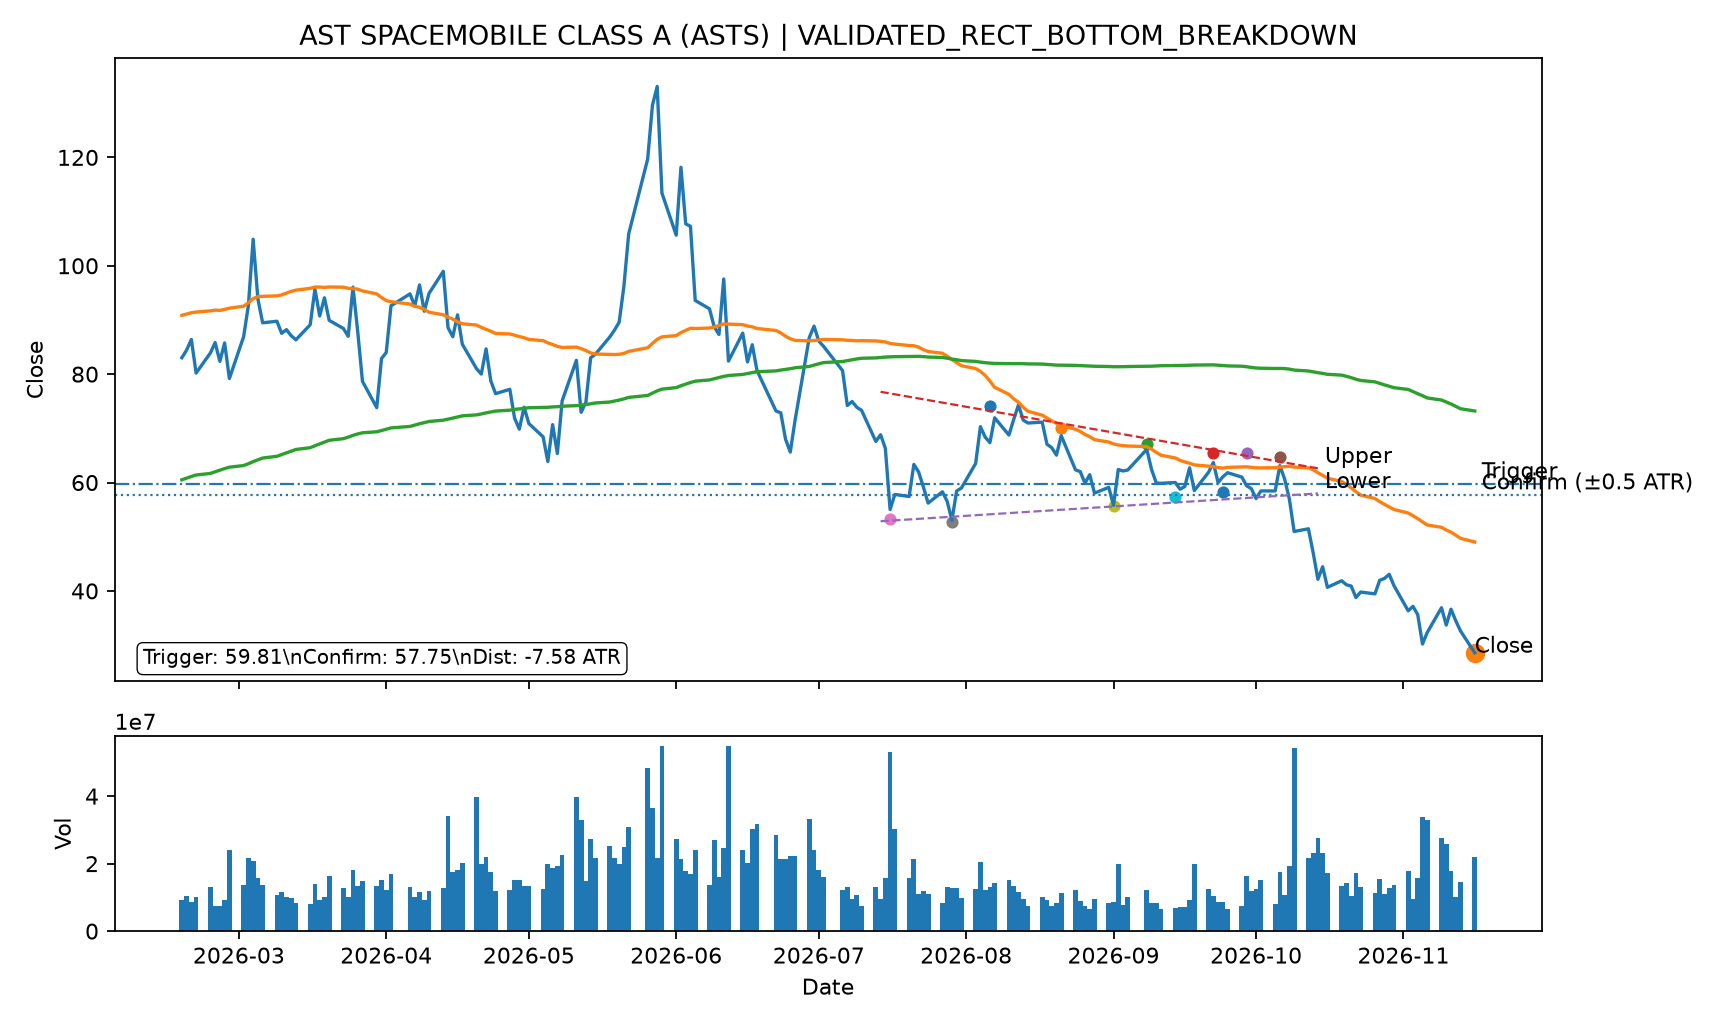 AST SPACEMOBILE CLASS A (ASTS) | VALIDATED_RECT_BOTTOM_BREAKDOWN
Close
120
100
80
60
40
Upper
Lower
Trigger
Confirm (±0.5 ATR)
Close
Trigger: 59.81\nConfirm: 57.75\nDist: -7.58 ATR
1e7
Vol
4
2
0
2026-03
2026-04
2026-05
2026-06
2026-07
2026-08
2026-09
2026-10
2026-11
Date